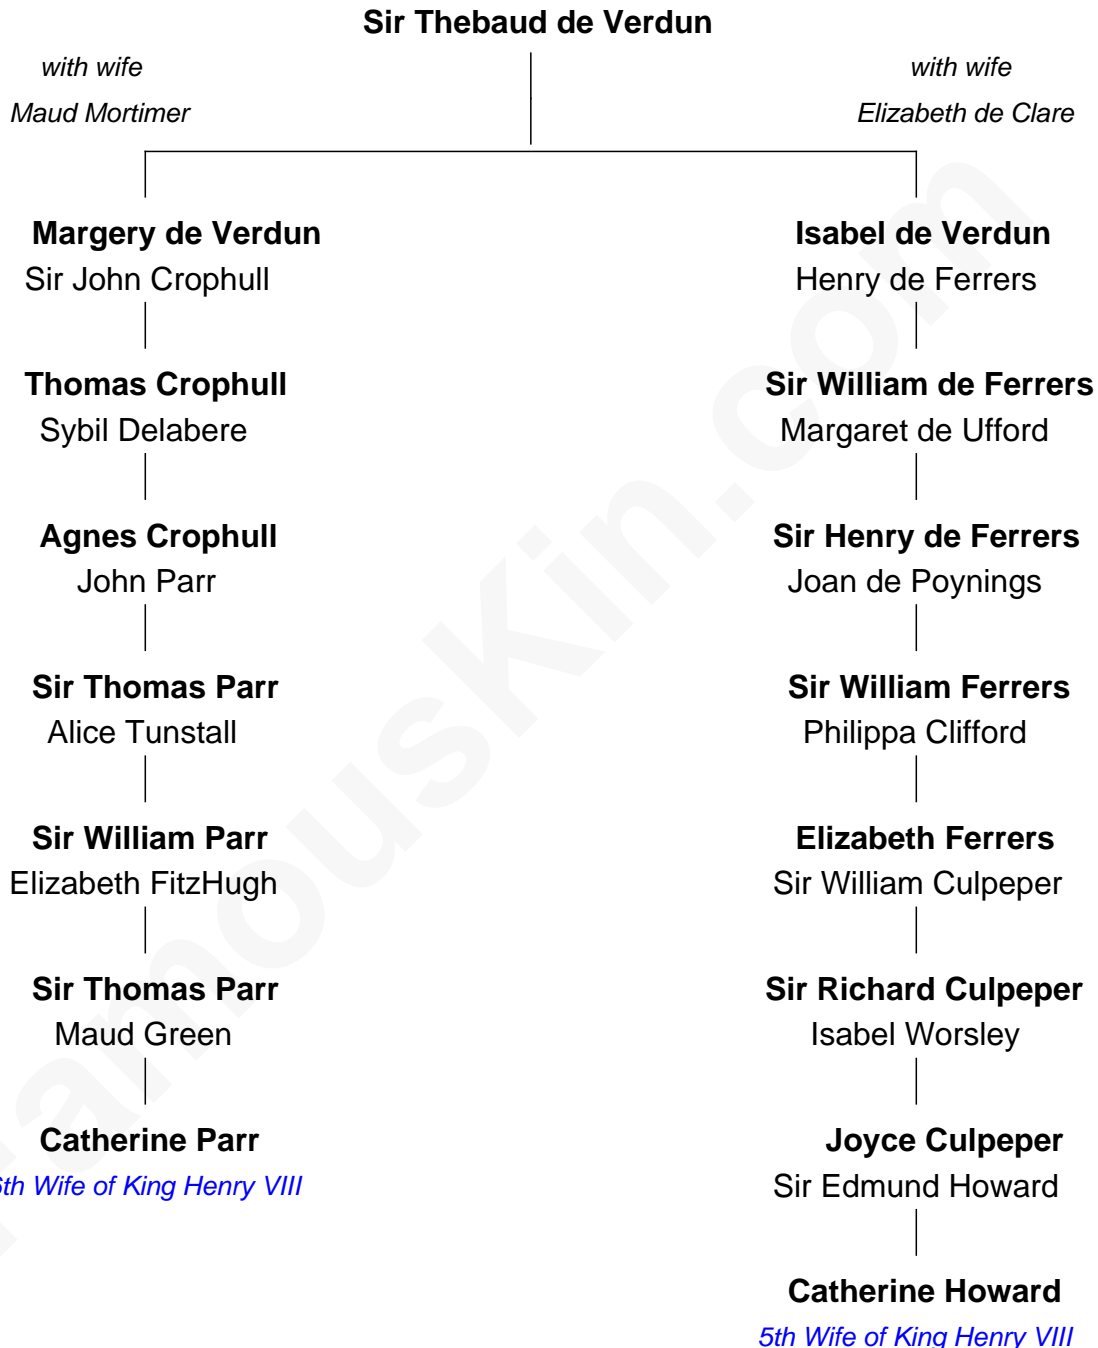 Sir Thebaud de Verdun
with wife
Maud Mortimer
with wife
Elizabeth de Clare
Margery de Verdun
Sir John Crophull
Thomas Crophull
Sybil Delabere
Agnes Crophull
John Parr
Sir Thomas Parr
Alice Tunstall
Sir William Parr
Elizabeth FitzHugh
Sir Thomas Parr
Maud Green
Catherine Parr
6th Wife of King Henry VIII
Isabel de Verdun
Henry de Ferrers
Sir William de Ferrers
Margaret de Ufford
Sir Henry de Ferrers
Joan de Poynings
Sir William Ferrers
Philippa Clifford
Elizabeth Ferrers
Sir William Culpeper
Sir Richard Culpeper
Isabel Worsley
Joyce Culpeper
Sir Edmund Howard
Catherine Howard
5th Wife of King Henry VIII
FamousKin.com